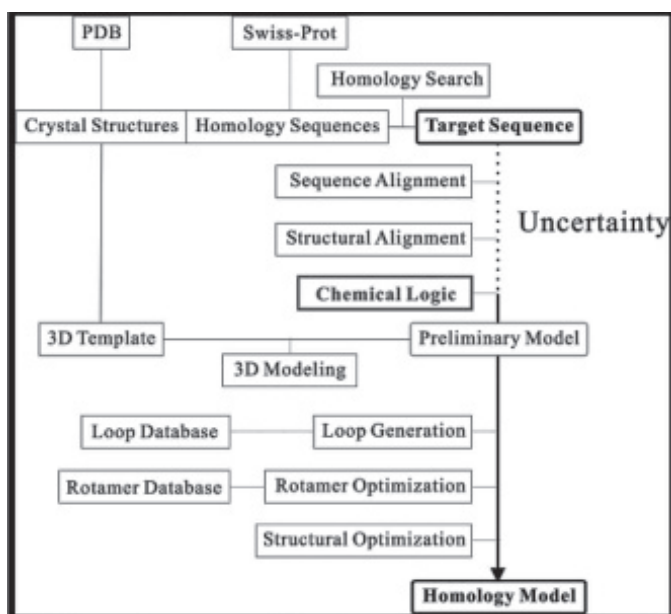 PDB
Swiss-Prot
Homology Search
Crystal Structures
Homology Sequences
Target Sequence
Sequence Alignment
Uncertainty
Structural Alignment
Chemical Logic
3D Template
Preliminary Model
3D Modeling
Loop Database
Loop Generation
Rotamer Database
Rotamer Optimization
Structural Optimization
Homology Model